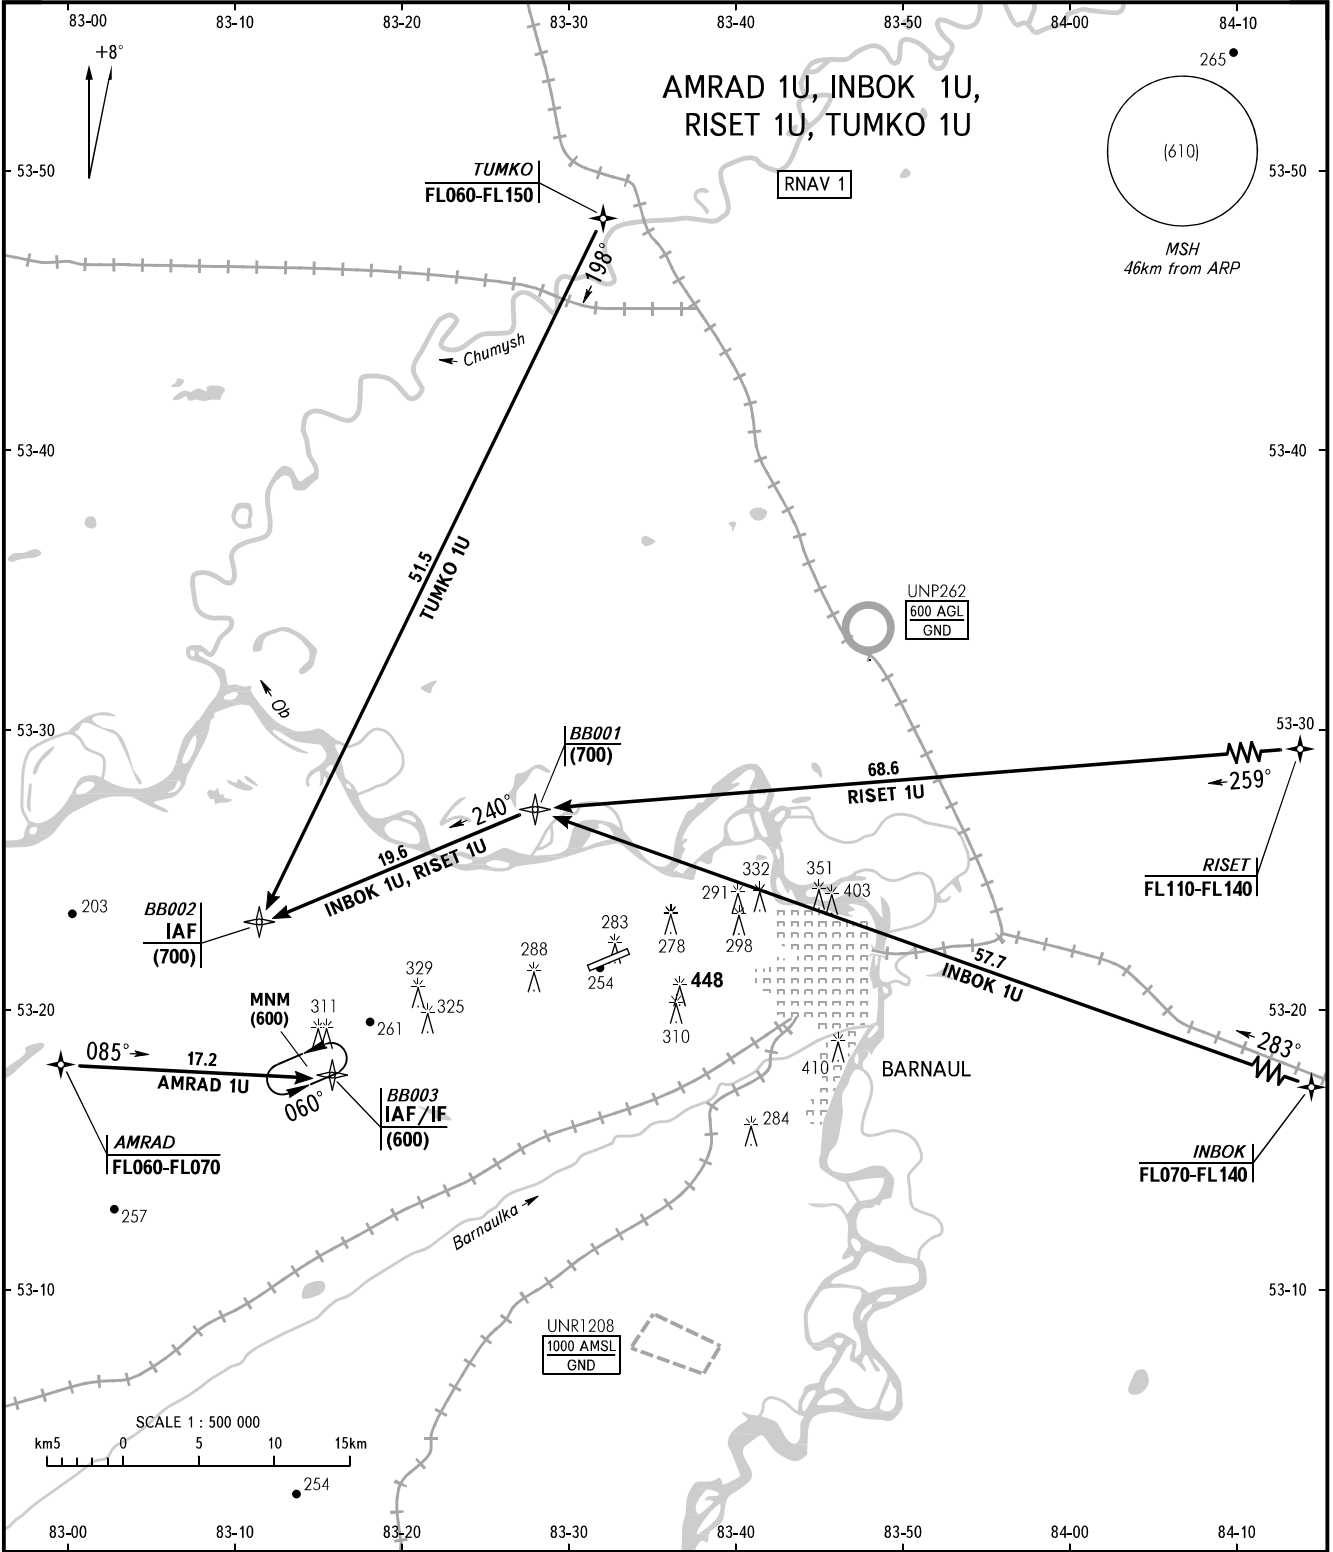 83-00 83-10 83-20 83-30 83-40 83-50 84-00 84-10
+8°
265
AMRAD 1U, INBOK 1U,
RISET 1U, TUMKO 1U
(610)
MSH
46km from ARP
RNAV 1
53-50
53-50
TUMKO
FL060-FL150
198°
Chumysh
53-40
53-40
51.5
TUMKO 1U
UNP262
600 AGL
GND
Ob
53-30
53-30
BB001
(700)
68.6
RISET 1U
259°
240°
19.6
INBOK 1U, RISET 1U
RISET
FL110-FL140
203
BB002
IAF
(700)
332
351
291
403
283
278
298
288
254
329
325
448
310
57.7
INBOK 1U
53-20
53-20
MNM
(600)
311
261
283°
085°
17.2
AMRAD 1U
060°
BB003
IAF/IF
(600)
410
BARNAUL
284
AMRAD
FL060-FL070
INBOK
FL070-FL140
257
Barnaulka
53-10
53-10
UNR1208
1000 AMSL
GND
SCALE 1 : 500 000
km5 0 5 10 15km
254
83-00 83-10 83-20 83-30 83-40 83-50 84-00 84-10